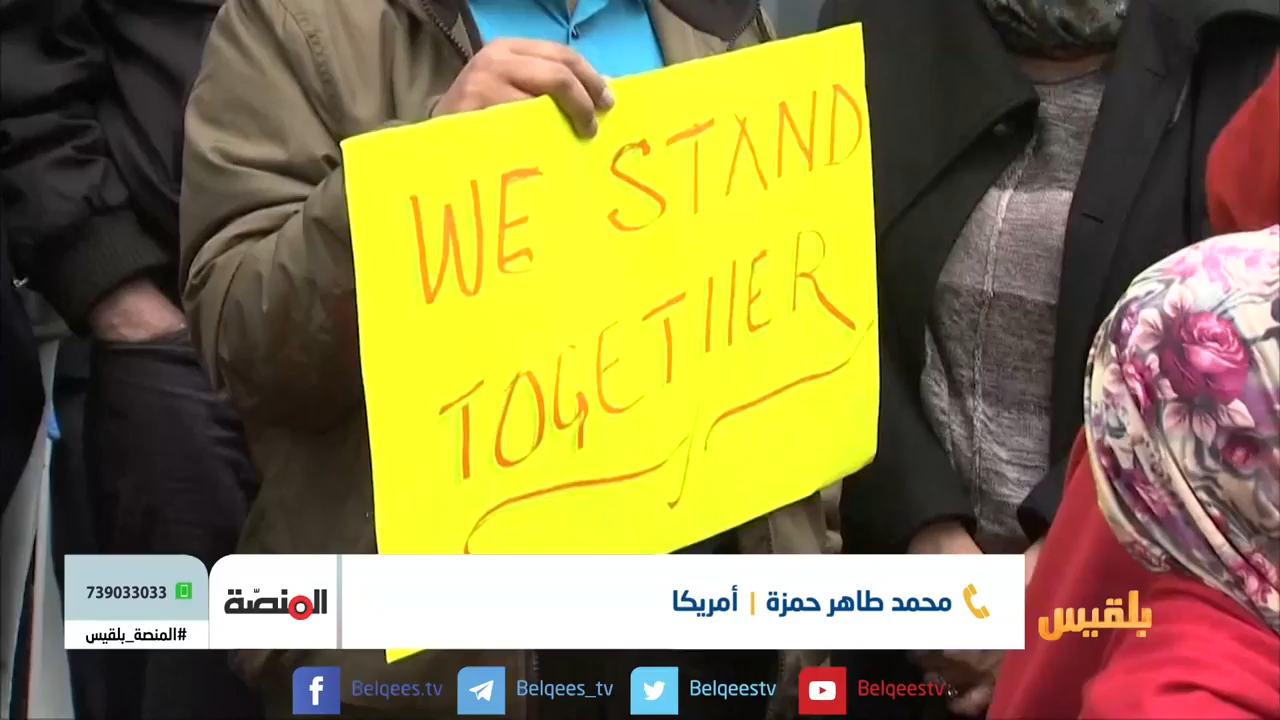 WE STAND
TOGETHER
محمد طاهر حمزة | أمريكا
بلقيس
المنصّة
739033033
#المنصة_بلقيس
Belqees.tv
Belqees_tv
Belqeestv
Belqeestv